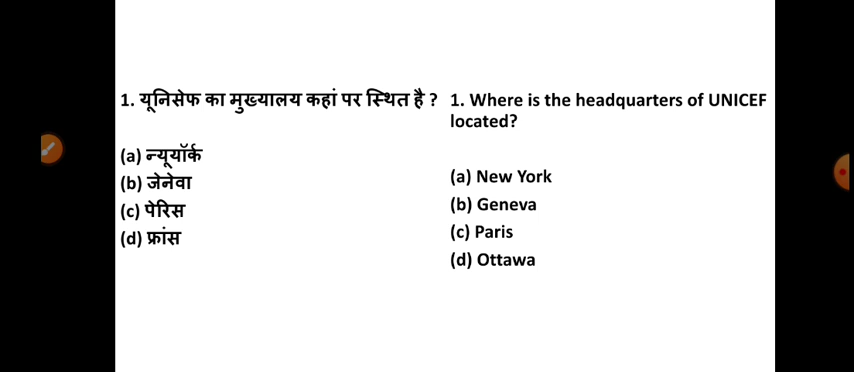 1. यूनिसेफ का मुख्यालय कहां पर स्थित है ?
(a) न्यूयॉर्क
(b) जेनेवा
(c) पेरिस
(d) फ्रांस
1. Where is the headquarters of UNICEF
located?
(a) New York
(b) Geneva
(c) Paris
(d) Ottawa